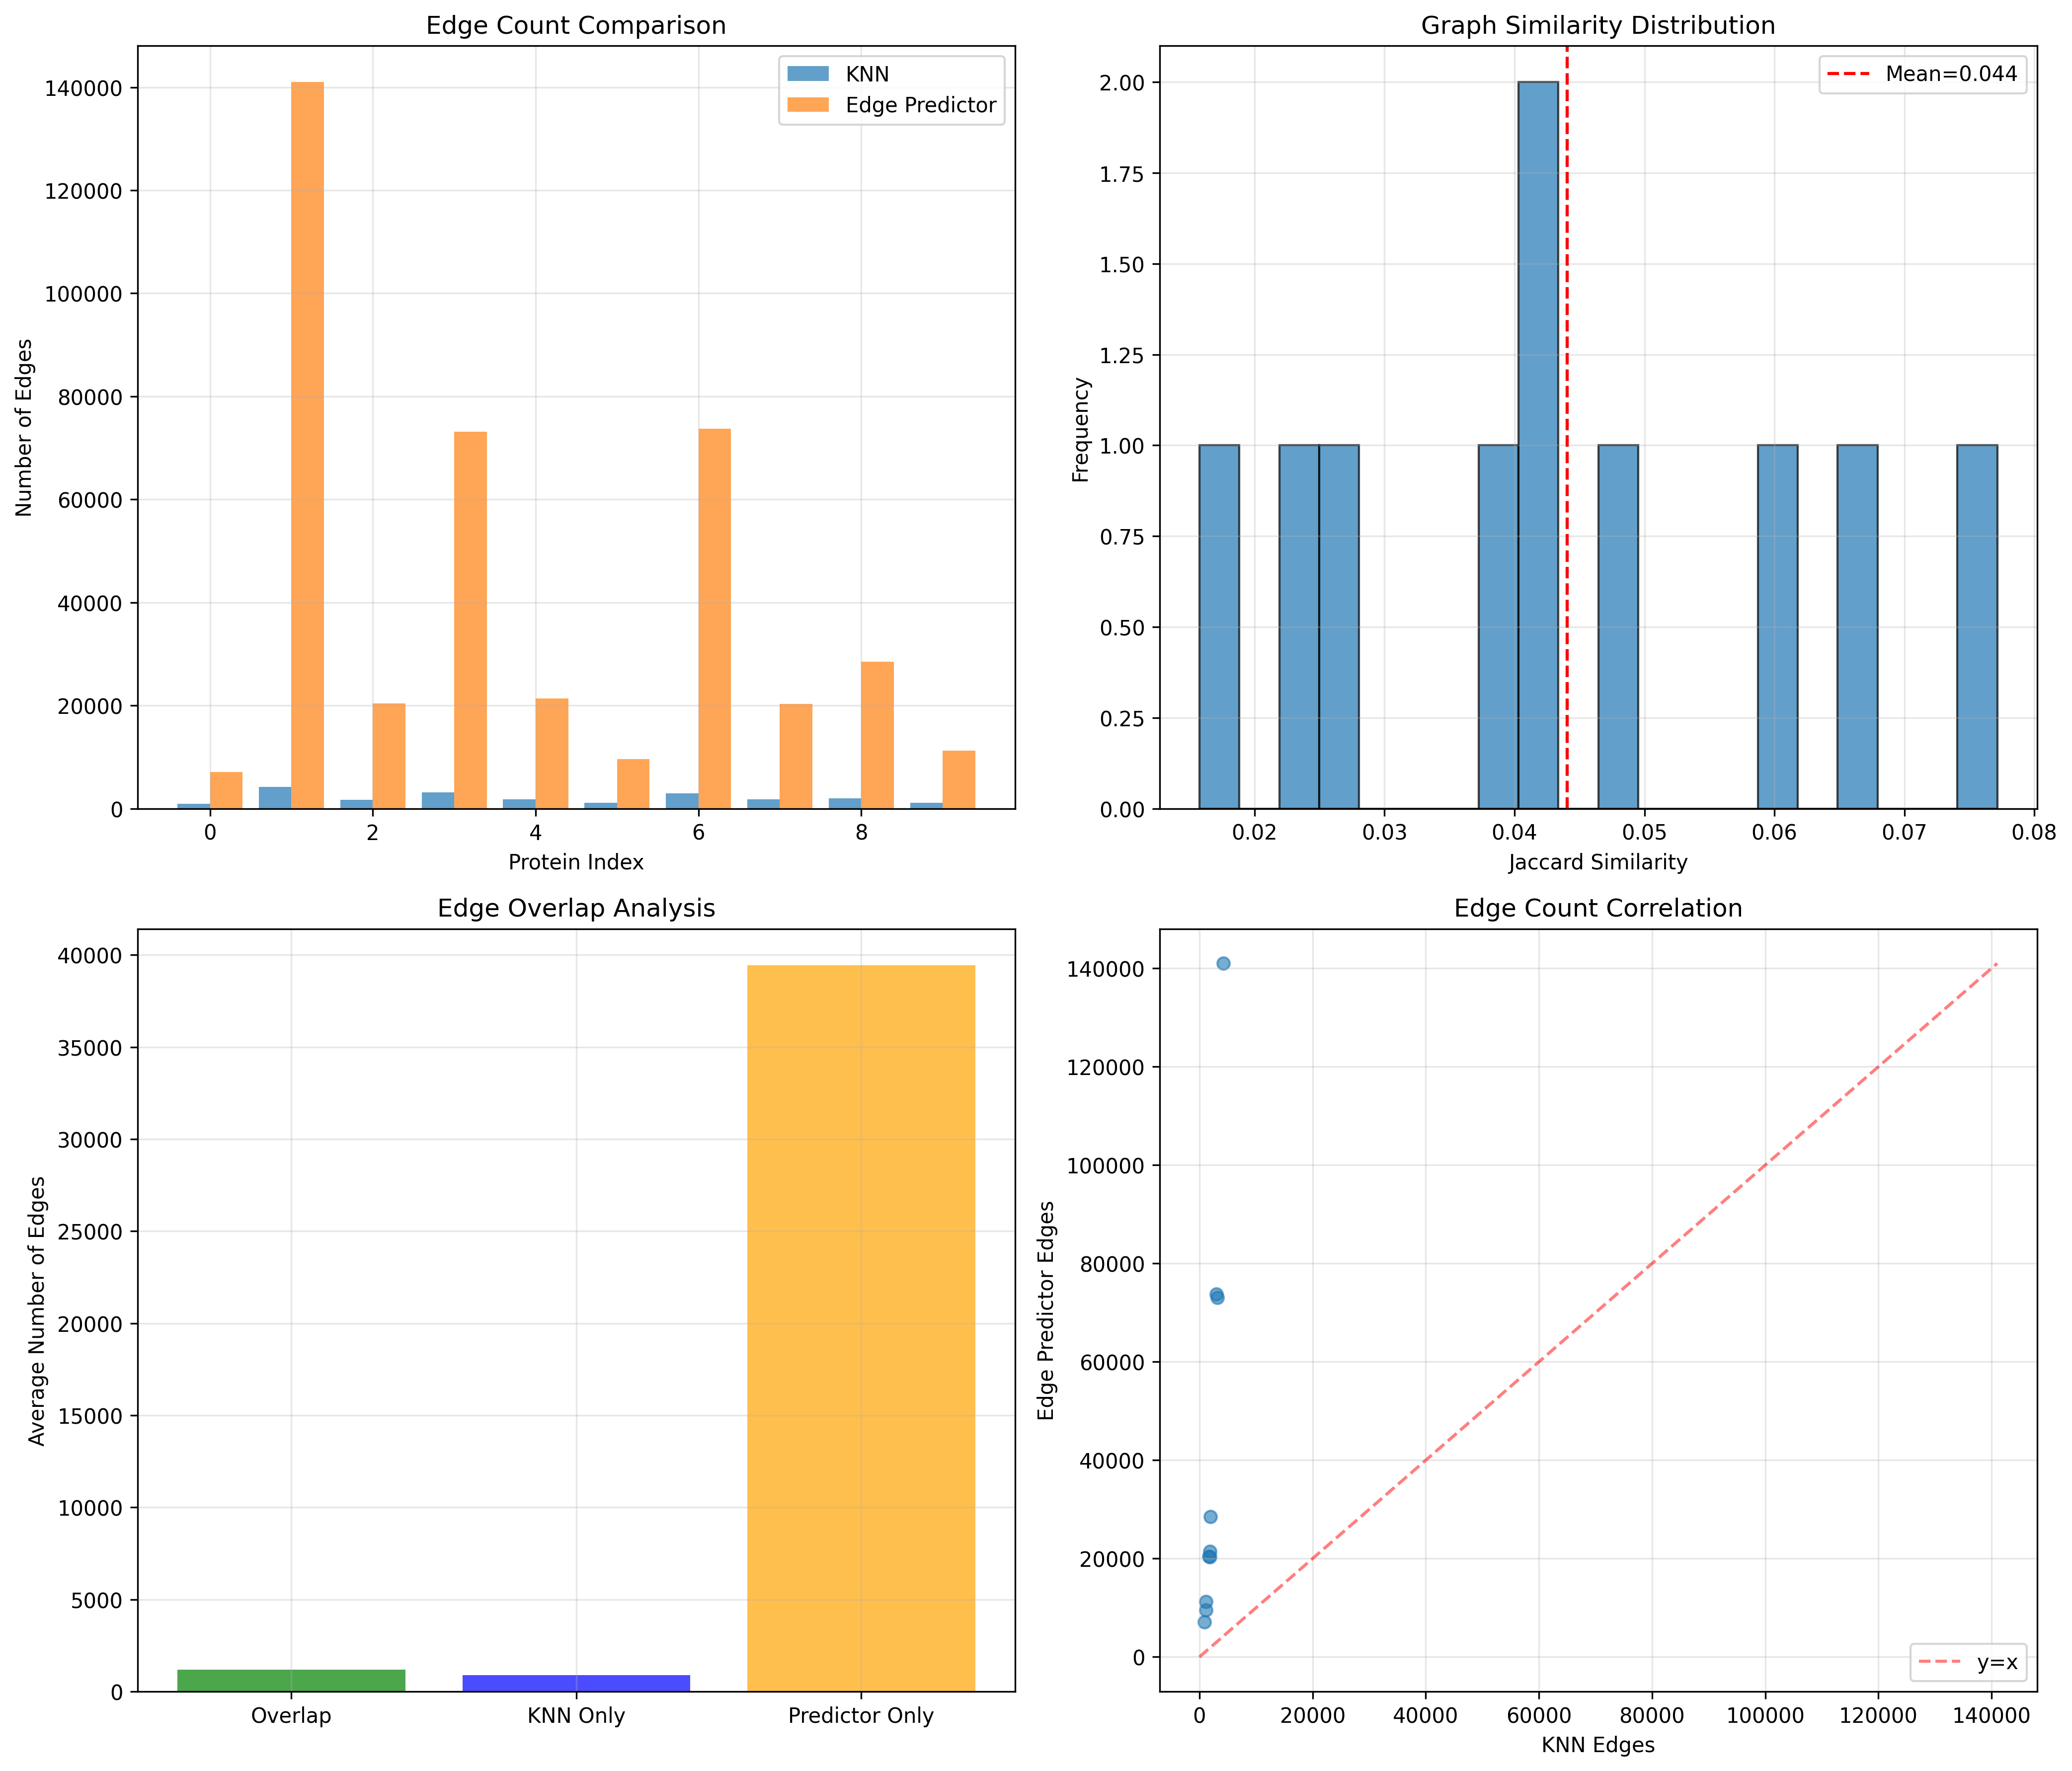 Edge Count Comparison
KNN
Edge Predictor
140000
120000
100000
80000
60000
40000
20000
0
Number of Edges
0 2 4 6 8
Protein Index
Graph Similarity Distribution
Mean=0.044
2.00
1.75
1.50
1.25
1.00
0.75
0.50
0.25
0.00
Frequency
0.02 0.03 0.04 0.05 0.06 0.07 0.08
Jaccard Similarity
Edge Overlap Analysis
40000
35000
30000
25000
20000
15000
10000
5000
0
Average Number of Edges
Overlap KNN Only Predictor Only
Edge Count Correlation
140000
120000
100000
80000
60000
40000
20000
0
Edge Predictor Edges
y=x
0 20000 40000 60000 80000 100000 120000 140000
KNN Edges